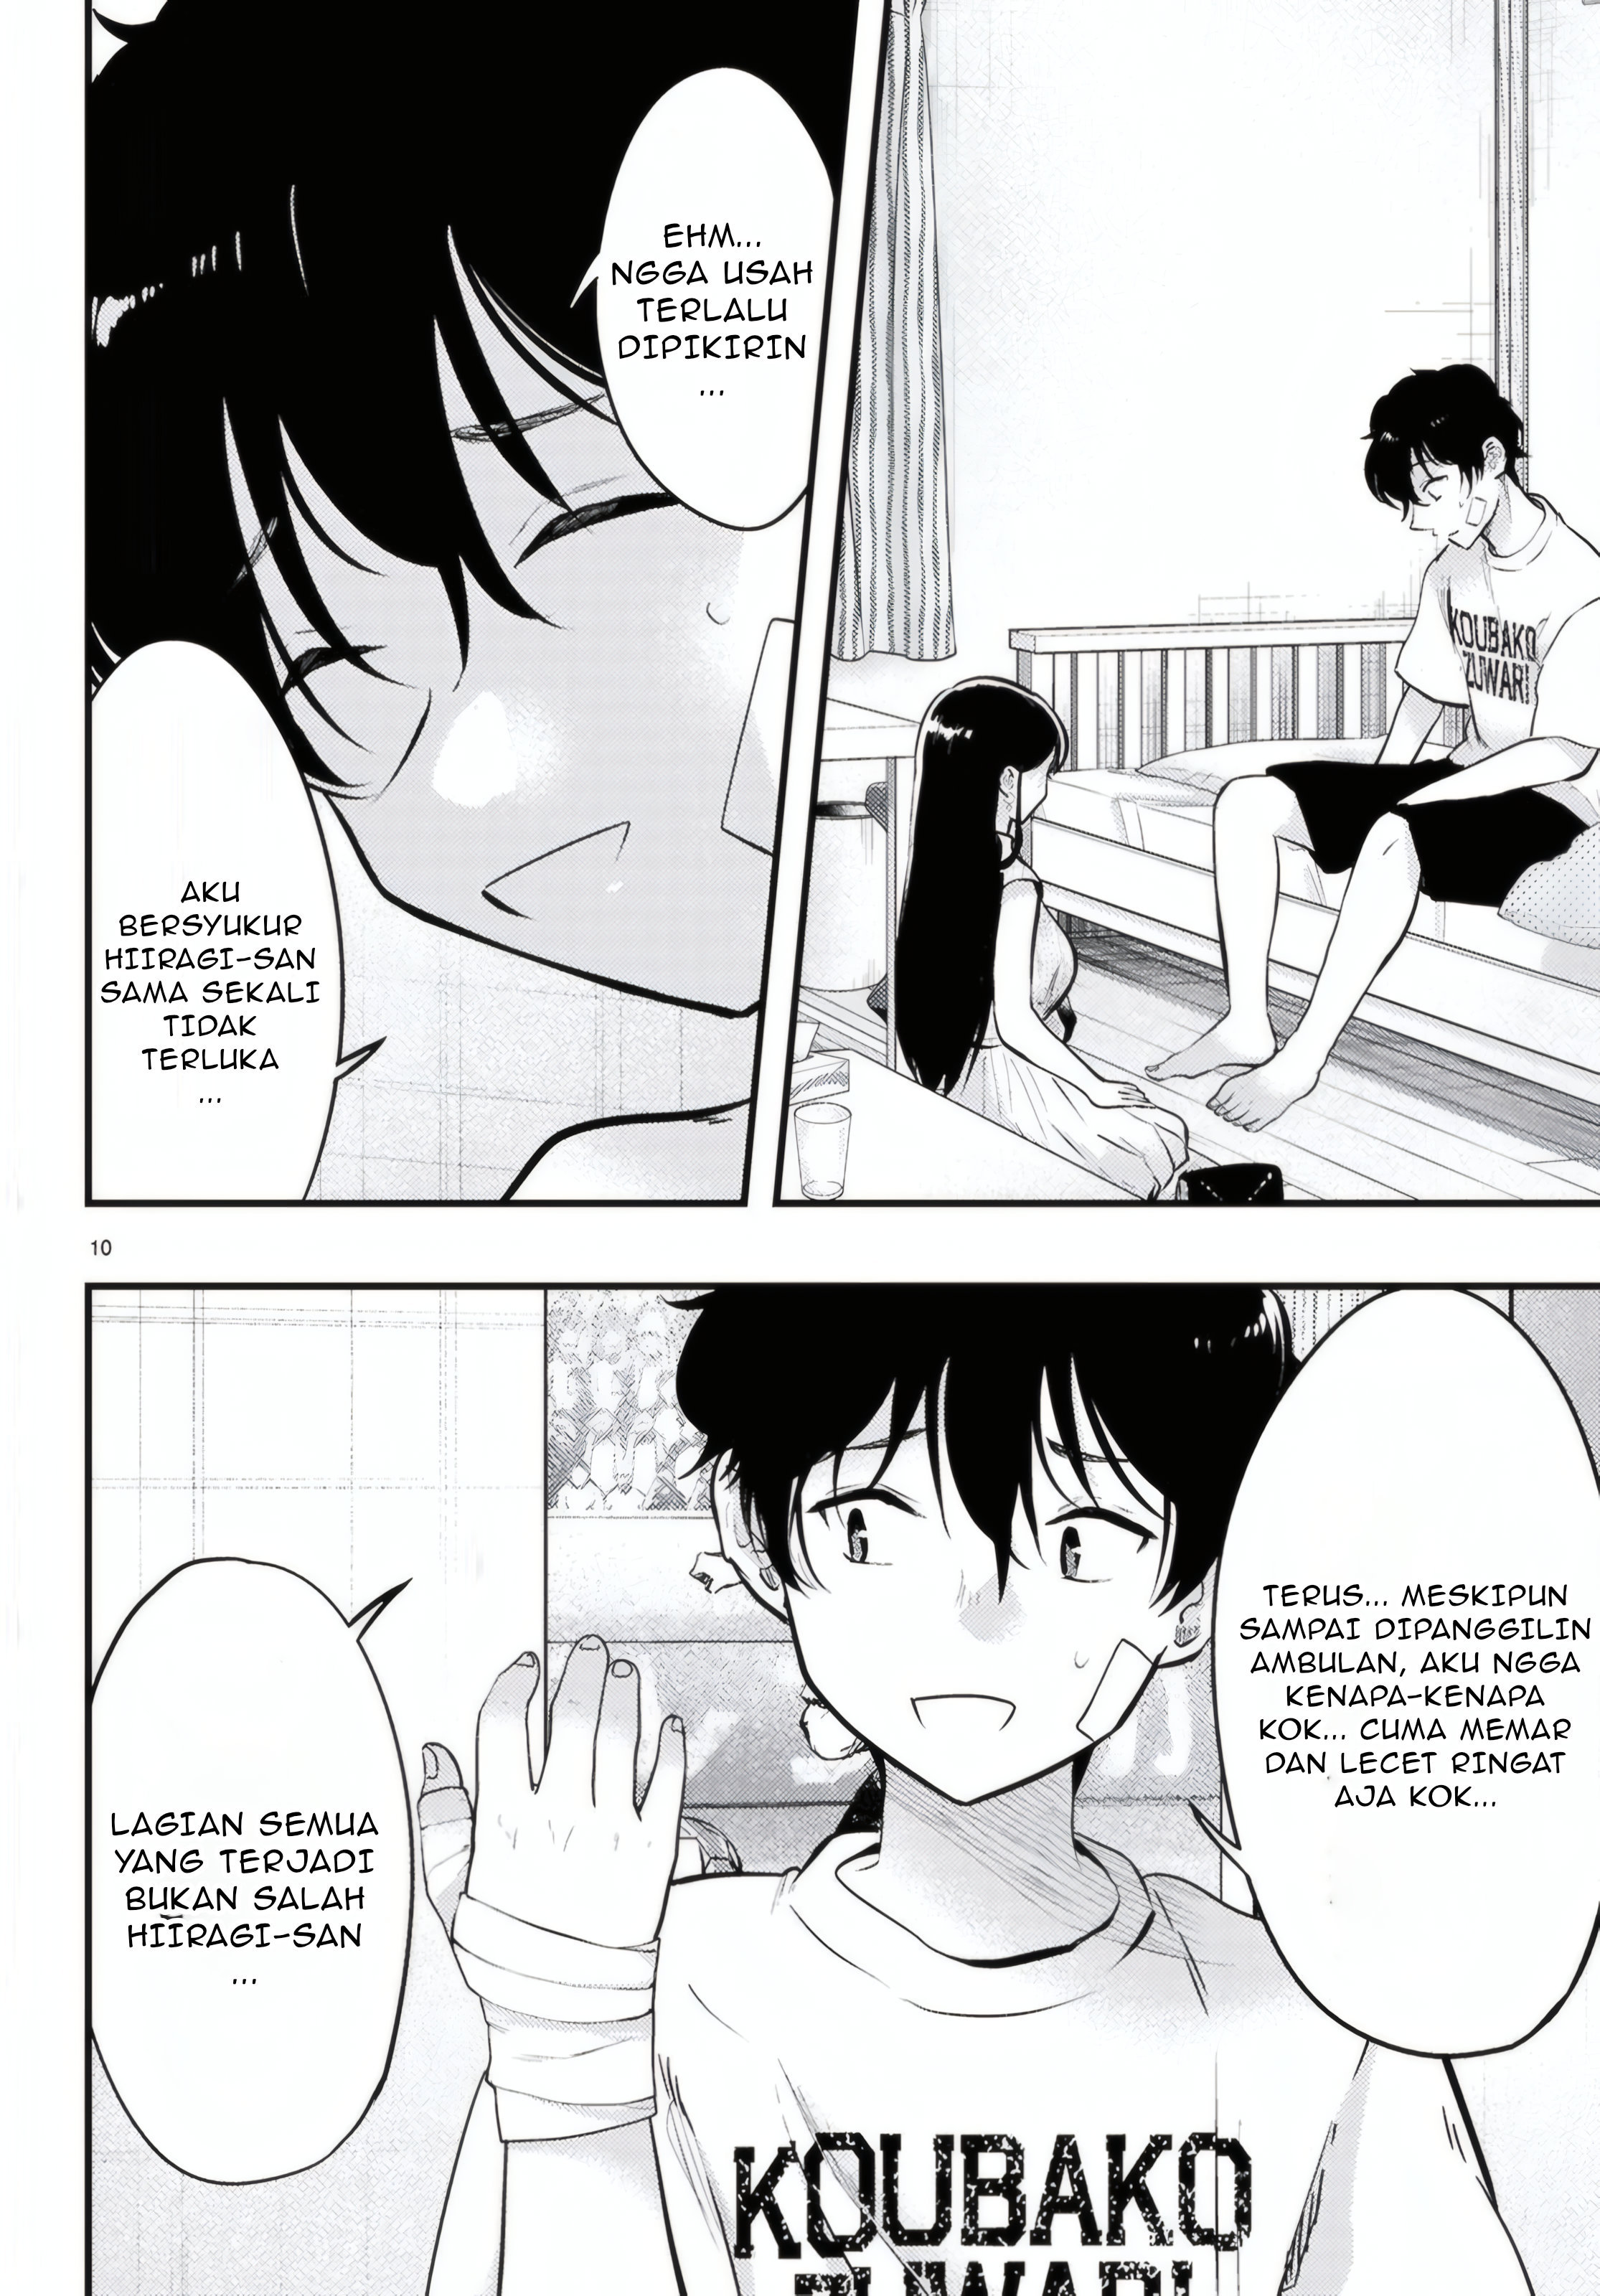 KOUBAKO
ZUWARI
EHM...
NGGA USAH
TERLALU
DIPIKIRIN
...
AKU
BERSYUKUR
HIIRAGI-SAN
SAMA SEKALI
TIDAK
TERLUKA
...
10
TERUS... MESKIPUN
SAMPAI DIPANGGILIN
AMBULAN, AKU NGGA
KENAPA-KENAPA
KOK... CUMA MEMAR
DAN LECET RINGAT
AJA KOK...
LAGIAN SEMUA
YANG TERJADI
BUKAN SALAH
HIIRAGI-SAN
...
KOUBAKO
ZUWARI